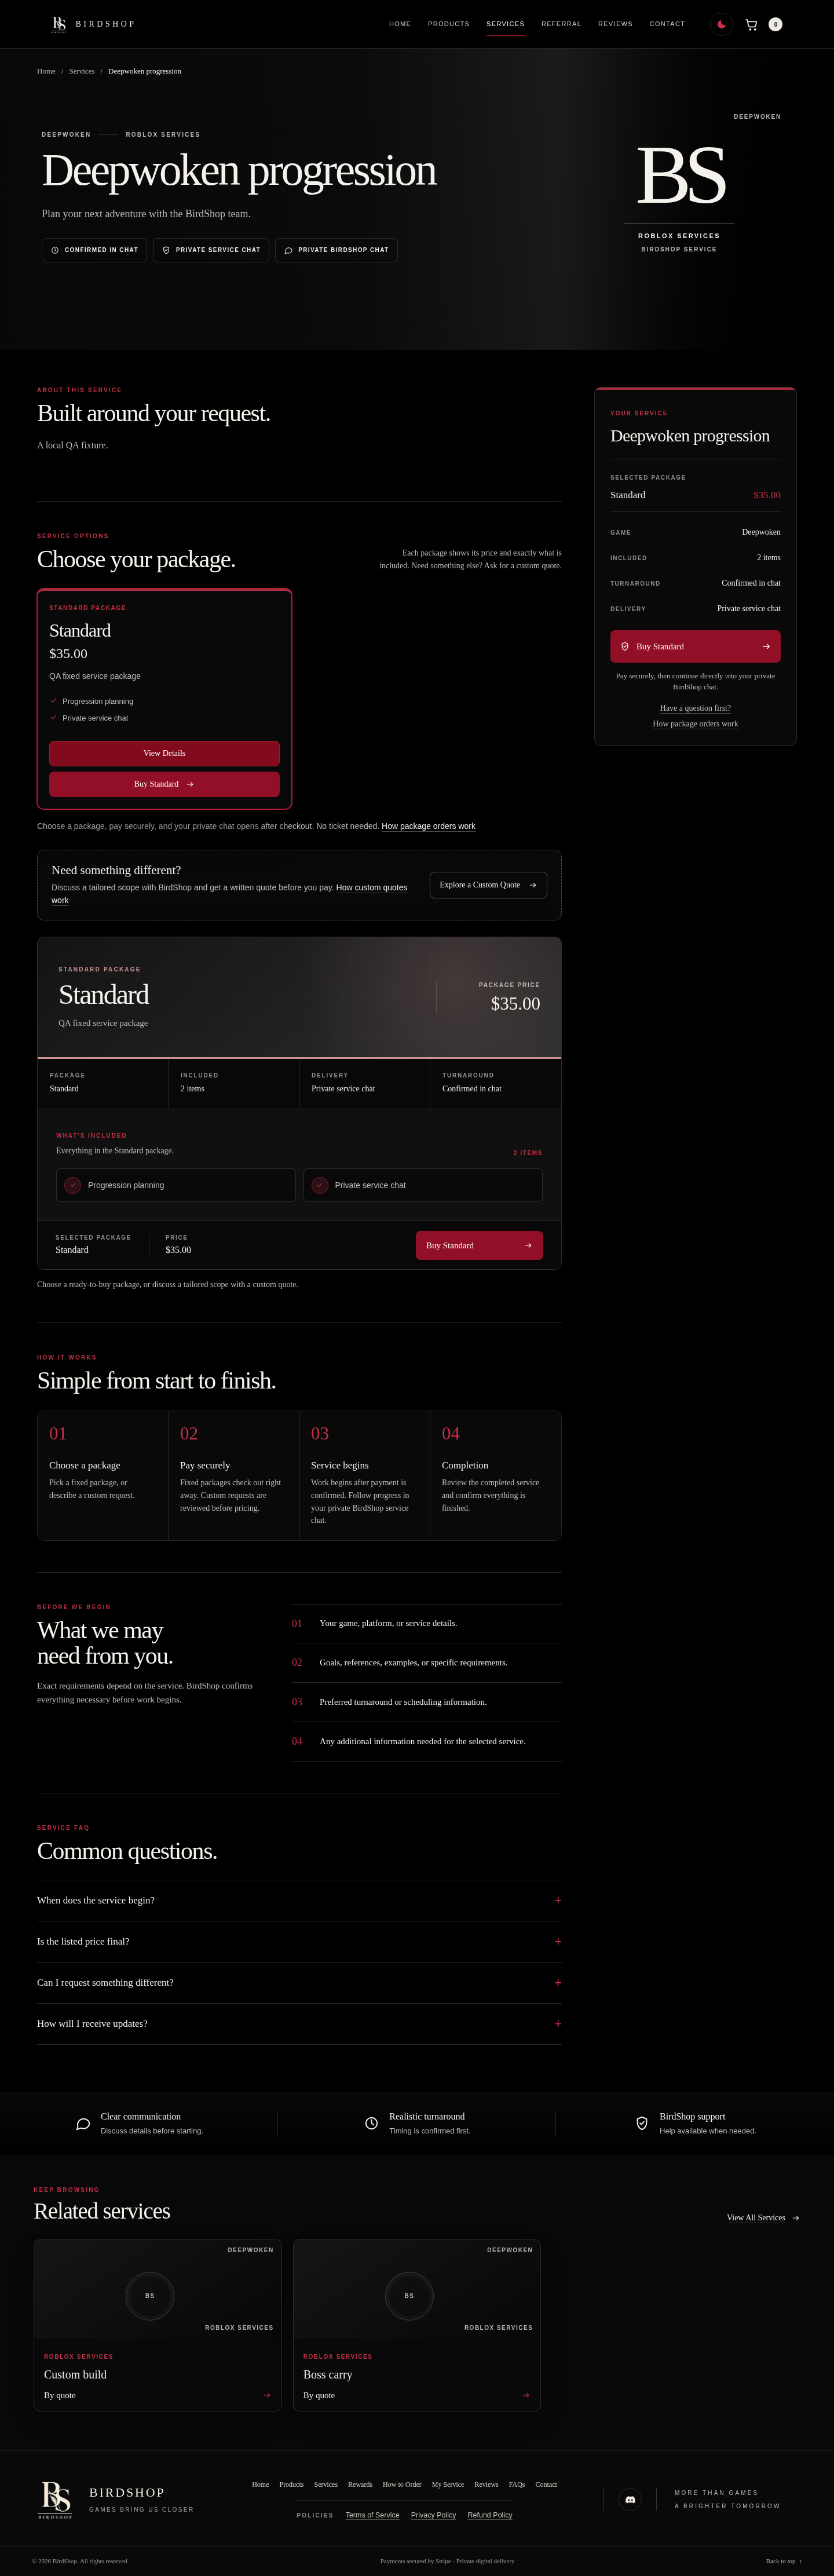 BS
BIRDSHOP
BIRDSHOP
HOME PRODUCTS SERVICES REFERRAL REVIEWS CONTACT 0
Home / Services / Deepwoken progression
DEEPWOKEN
DEEPWOKEN ROBLOX SERVICES
Deepwoken progression
Plan your next adventure with the BirdShop team.
CONFIRMED IN CHAT PRIVATE SERVICE CHAT PRIVATE BIRDSHOP CHAT
BS
ROBLOX SERVICES
BIRDSHOP SERVICE
ABOUT THIS SERVICE
Built around your request.
A local QA fixture.
SERVICE OPTIONS
Choose your package.
Each package shows its price and exactly what is
included. Need something else? Ask for a custom quote.
STANDARD PACKAGE
Standard
$35.00
QA fixed service package
Progression planning
Private service chat
View Details
Buy Standard →
Choose a package, pay securely, and your private chat opens after checkout. No ticket needed. How package orders work
Need something different?
Discuss a tailored scope with BirdShop and get a written quote before you pay. How custom quotes
work
Explore a Custom Quote →
STANDARD PACKAGE
Standard
QA fixed service package
PACKAGE PRICE
$35.00
PACKAGE
Standard
INCLUDED
2 items
DELIVERY
Private service chat
TURNAROUND
Confirmed in chat
WHAT'S INCLUDED
Everything in the Standard package.
2 ITEMS
Progression planning
Private service chat
SELECTED PACKAGE
Standard
PRICE
$35.00
Buy Standard →
Choose a ready-to-buy package, or discuss a tailored scope with a custom quote.
YOUR SERVICE
Deepwoken progression
SELECTED PACKAGE
Standard $35.00
GAME Deepwoken
INCLUDED 2 items
TURNAROUND Confirmed in chat
DELIVERY Private service chat
Buy Standard →
Pay securely, then continue directly into your private
BirdShop chat.
Have a question first?
How package orders work
HOW IT WORKS
Simple from start to finish.
01
Choose a package
Pick a fixed package, or
describe a custom request.
02
Pay securely
Fixed packages check out right
away. Custom requests are
reviewed before pricing.
03
Service begins
Work begins after payment is
confirmed. Follow progress in
your private BirdShop service
chat.
04
Completion
Review the completed service
and confirm everything is
finished.
BEFORE WE BEGIN
What we may
need from you.
Exact requirements depend on the service. BirdShop confirms
everything necessary before work begins.
01 Your game, platform, or service details.
02 Goals, references, examples, or specific requirements.
03 Preferred turnaround or scheduling information.
04 Any additional information needed for the selected service.
SERVICE FAQ
Common questions.
When does the service begin? +
Is the listed price final? +
Can I request something different? +
How will I receive updates? +
Clear communication
Discuss details before starting.
Realistic turnaround
Timing is confirmed first.
BirdShop support
Help available when needed.
KEEP BROWSING
Related services
View All Services →
DEEPWOKEN
BS
ROBLOX SERVICES
ROBLOX SERVICES
Custom build
By quote →
DEEPWOKEN
BS
ROBLOX SERVICES
ROBLOX SERVICES
Boss carry
By quote →
BS
BIRDSHOP
BIRDSHOP
GAMES BRING US CLOSER
Home Products Services Rewards How to Order My Service Reviews FAQs Contact
POLICIES Terms of Service Privacy Policy Refund Policy
MORE THAN GAMES
A BRIGHTER TOMORROW
© 2026 BirdShop. All rights reserved.
Payments secured by Stripe · Private digital delivery
Back to top ↑